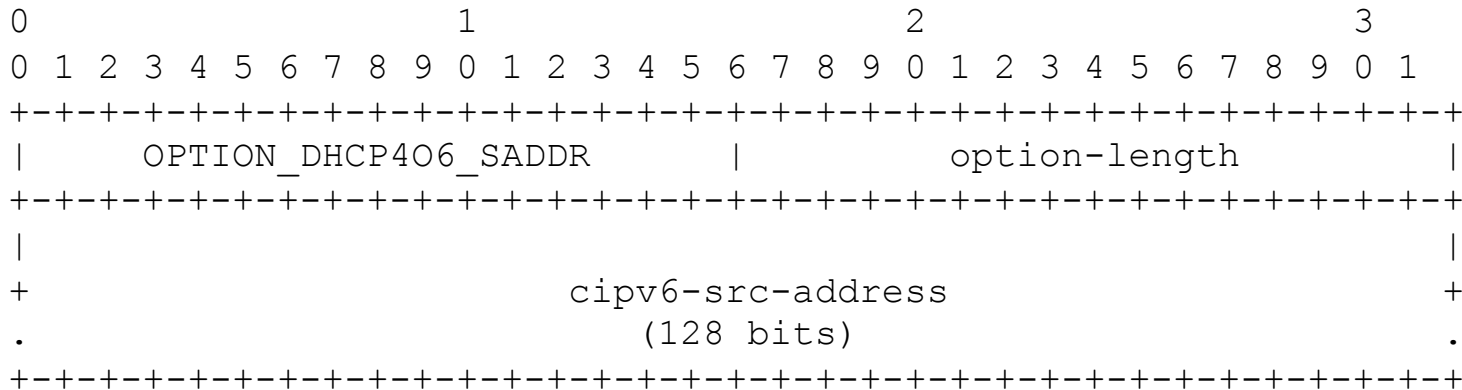 0                   1                   2                   3
0 1 2 3 4 5 6 7 8 9 0 1 2 3 4 5 6 7 8 9 0 1 2 3 4 5 6 7 8 9 0 1
+-+-+-+-+-+-+-+-+-+-+-+-+-+-+-+-+-+-+-+-+-+-+-+-+-+-+-+-+-+-+-+-+
|     OPTION_DHCP4O6_SADDR      |         option-length         |
+-+-+-+-+-+-+-+-+-+-+-+-+-+-+-+-+-+-+-+-+-+-+-+-+-+-+-+-+-+-+-+-+
|                                                               |
+                        cipv6-src-address                      +
.                           (128 bits)                          .
+-+-+-+-+-+-+-+-+-+-+-+-+-+-+-+-+-+-+-+-+-+-+-+-+-+-+-+-+-+-+-+-+